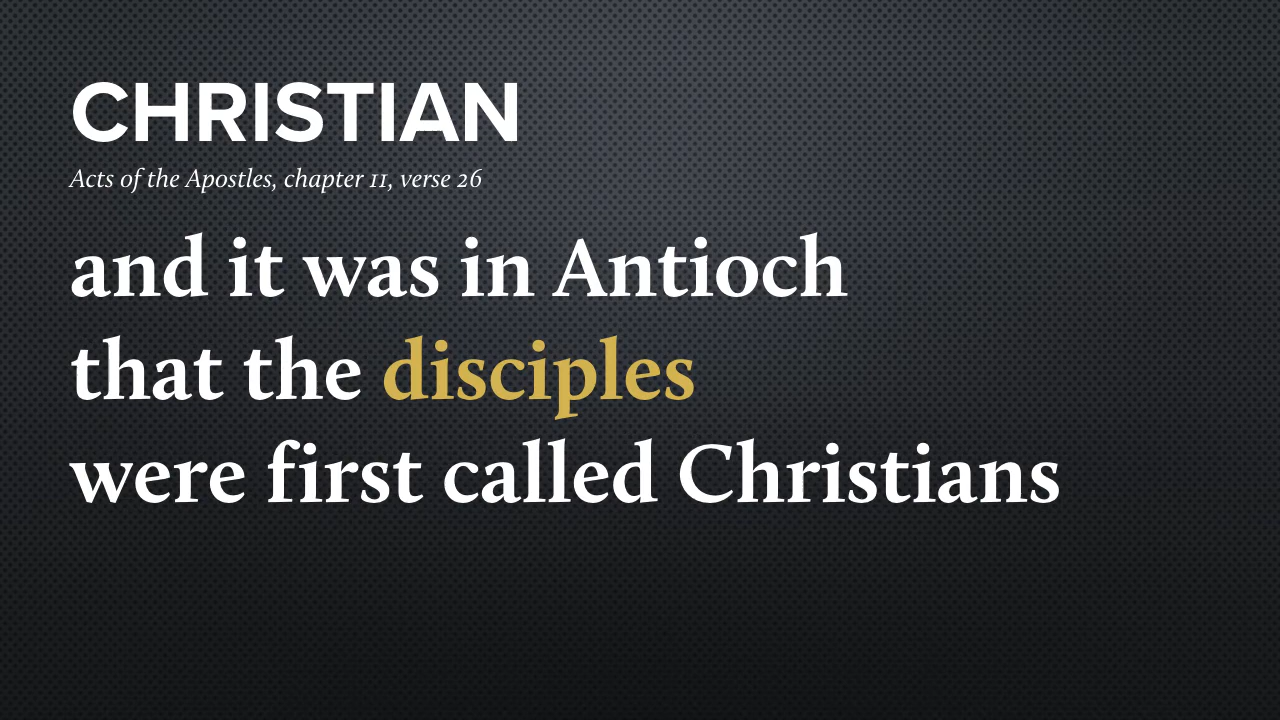 CHRISTIAN
Acts of the Apostles, chapter 11, verse 26
and it was in Antioch
that the disciples
were first called Christians